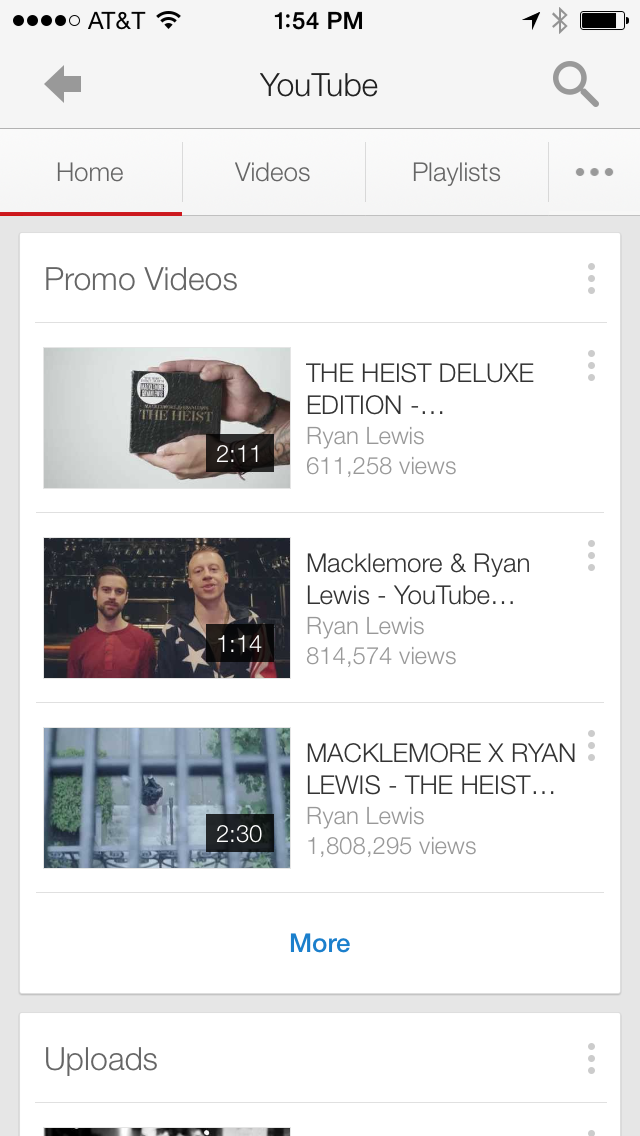 AT&T 1:54 PM
YouTube
Home Videos Playlists
Promo Videos
THE HEIST
2:11
THE HEIST DELUXE
EDITION -…
Ryan Lewis
611,258 views
1:14
Macklemore & Ryan
Lewis - YouTube…
Ryan Lewis
814,574 views
2:30
MACKLEMORE X RYAN
LEWIS - THE HEIST…
Ryan Lewis
1,808,295 views
More
Uploads